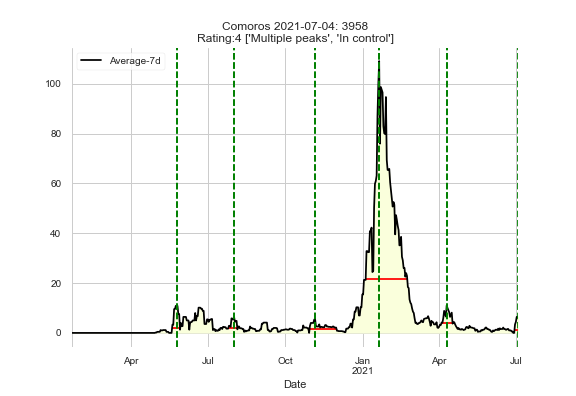 Comoros 2021-07-04: 3958
Rating:4 ['Multiple peaks', 'In control']
Average-7d
100
80
60
40
20
0
Apr
Jul
Oct
Jan
2021
Apr
Jul
Date